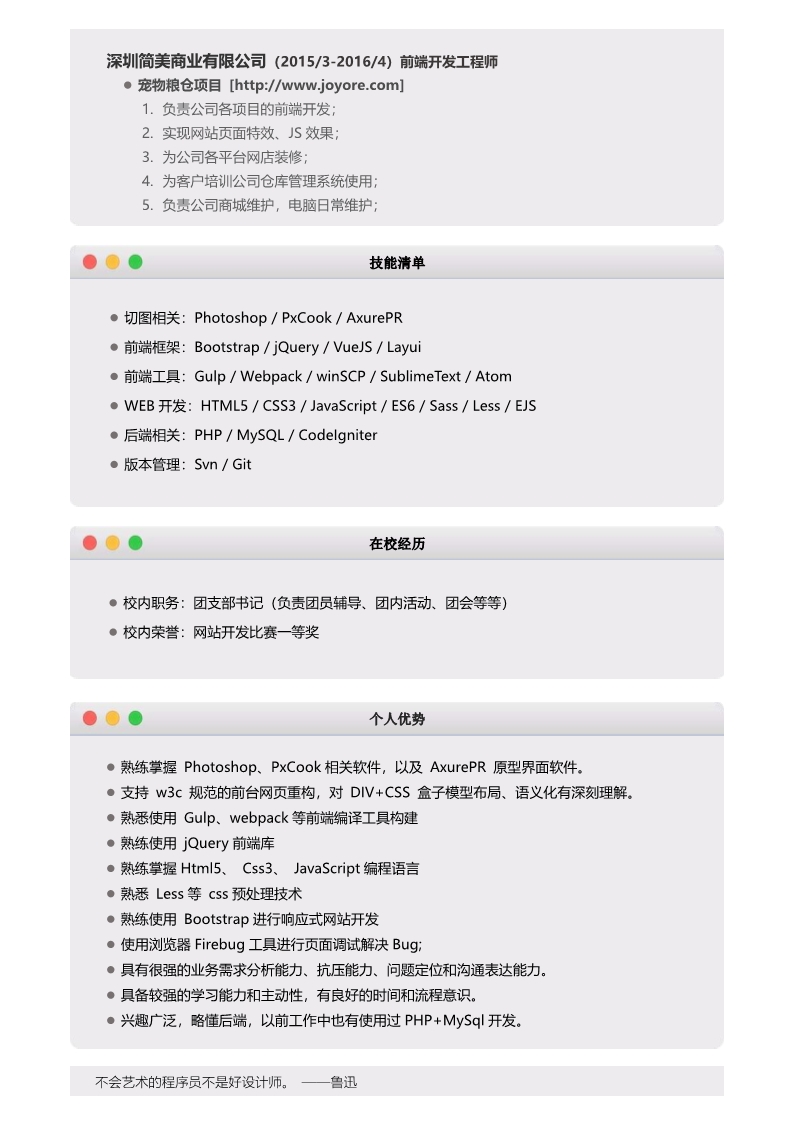 深圳简美商业有限公司（2015/3-2016/4）前端开发工程师
● 宠物粮仓项目 [http://www.joyore.com]
1. 负责公司各项目的前端开发；
2. 实现网站页面特效、JS 效果；
3. 为公司各平台网店装修；
4. 为客户培训公司仓库管理系统使用；
5. 负责公司商城维护，电脑日常维护；
技能清单
● 切图相关：Photoshop / PxCook / AxurePR
● 前端框架：Bootstrap / jQuery / VueJS / Layui
● 前端工具：Gulp / Webpack / winSCP / SublimeText / Atom
● WEB 开发：HTML5 / CSS3 / JavaScript / ES6 / Sass / Less / EJS
● 后端相关：PHP / MySQL / CodeIgniter
● 版本管理：Svn / Git
在校经历
● 校内职务：团支部书记（负责团员辅导、团内活动、团会等等）
● 校内荣誉：网站开发比赛一等奖
个人优势
● 熟练掌握 Photoshop、PxCook 相关软件，以及 AxurePR 原型界面软件。
● 支持 w3c 规范的前台网页重构，对 DIV+CSS 盒子模型布局、语义化有深刻理解。
● 熟悉使用 Gulp、webpack 等前端编译工具构建
● 熟练使用 jQuery 前端库
● 熟练掌握 Html5、 Css3、 JavaScript 编程语言
● 熟悉 Less 等 css 预处理技术
● 熟练使用 Bootstrap 进行响应式网站开发
● 使用浏览器 Firebug 工具进行页面调试解决 Bug;
● 具有很强的业务需求分析能力、抗压能力、问题定位和沟通表达能力。
● 具备较强的学习能力和主动性，有良好的时间和流程意识。
● 兴趣广泛，略懂后端，以前工作中也有使用过 PHP+MySql 开发。
不会艺术的程序员不是好设计师。 ——鲁迅